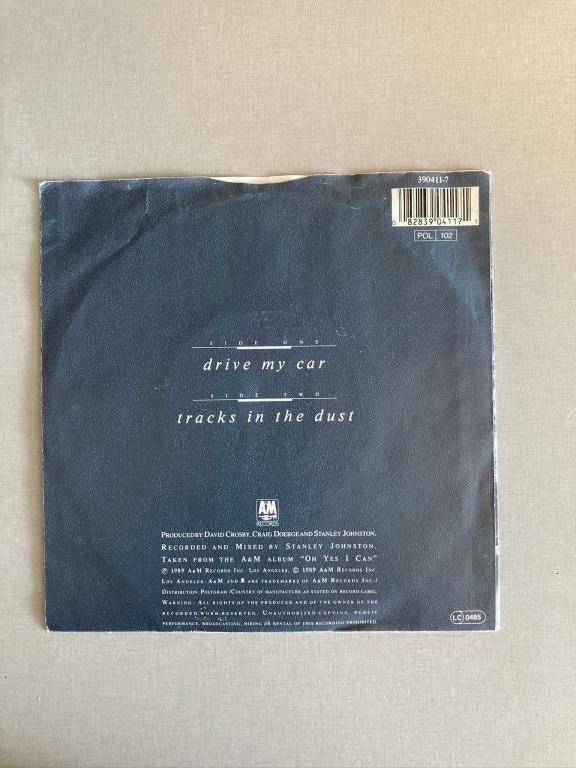 390411-7
0 82839 04117 1
POL 102
SIDE ONE
drive my car
SIDE TWO
tracks in the dust
A&M
RECORDS
PRODUCED BY DAVID CROSBY, CRAIG DOERGE AND STANLEY JOHNSTON.
RECORDED AND MIXED BY STANLEY JOHNSTON.
TAKEN FROM THE A&M ALBUM "OH YES I CAN"
℗ 1989 A&M RECORDS INC. LOS ANGELES. © 1989 A&M RECORDS INC.
LOS ANGELES. A&M AND ARE TRADEMARKS OF A&M RECORDS INC./
DISTRIBUTION POLYGRAM/COUNTRY OF MANUFACTURE AS STATED ON RECORD LABEL.
WARNING: ALL RIGHTS OF THE PRODUCER AND OF THE OWNER OF THE
RECORDED WORK RESERVED. UNAUTHORISED COPYING, PUBLIC
PERFORMANCE, BROADCASTING, HIRING OR RENTAL OF THIS RECORDING PROHIBITED.
LC 0485